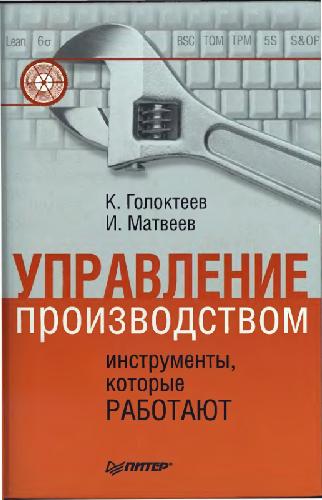 Lean 6σ BSC TQM TPM 5S S&OP
К. Голоктеев
И. Матвеев
УПРАВЛЕНИЕ
ПРОИЗВОДСТВОМ
инструменты,
которые
РАБОТАЮТ
ПИТЕР®